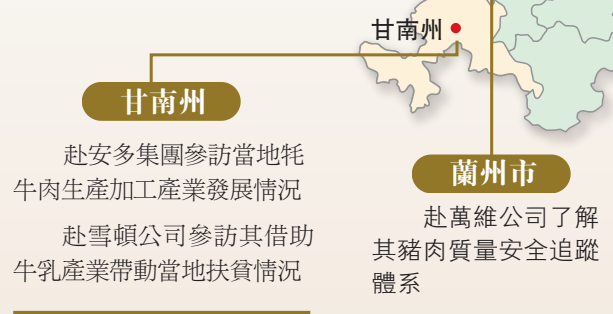 甘南州
甘南州
赴安多集團參訪當地牦
牛肉生產加工產業發展情況
赴雪頓公司參訪其借助
牛乳產業帶動當地扶貧情況
蘭州市
赴萬維公司了解
其豬肉質量安全追蹤
體系